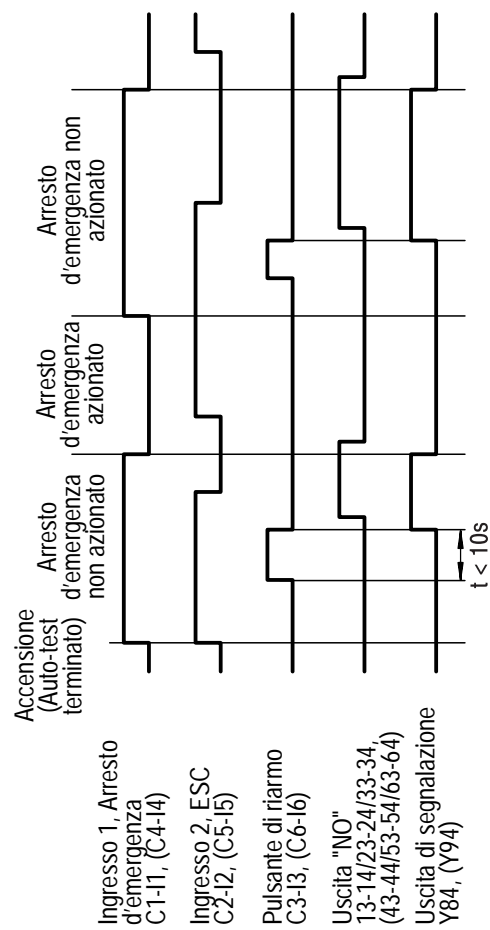 Accensione
(Auto-test
terminato)
Arresto
d'emergenza
non azionato
Arresto
d'emergenza
azionato
Arresto
d'emergenza non
azionato
Ingresso 1, Arresto
d'emergenza
C1-I1, (C4-I4)
Ingresso 2, ESC
C2-I2, (C5-I5)
Pulsante di riarmo
C3-I3, (C6-I6)
Uscita "NO"
13-14/23-24/33-34,
(43-44/53-54/63-64)
Uscita di segnalazione
Y84, (Y94)
t < 10s